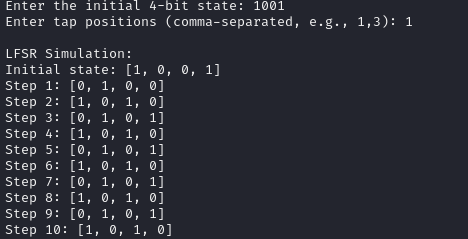 Enter the initial 4-bit state: 1001
Enter tap positions (comma-separated, e.g., 1,3): 1
LFSR Simulation:
Initial state: [1, 0, 0, 1]
Step 1: [0, 1, 0, 0]
Step 2: [1, 0, 1, 0]
Step 3: [0, 1, 0, 1]
Step 4: [1, 0, 1, 0]
Step 5: [0, 1, 0, 1]
Step 6: [1, 0, 1, 0]
Step 7: [0, 1, 0, 1]
Step 8: [1, 0, 1, 0]
Step 9: [0, 1, 0, 1]
Step 10: [1, 0, 1, 0]